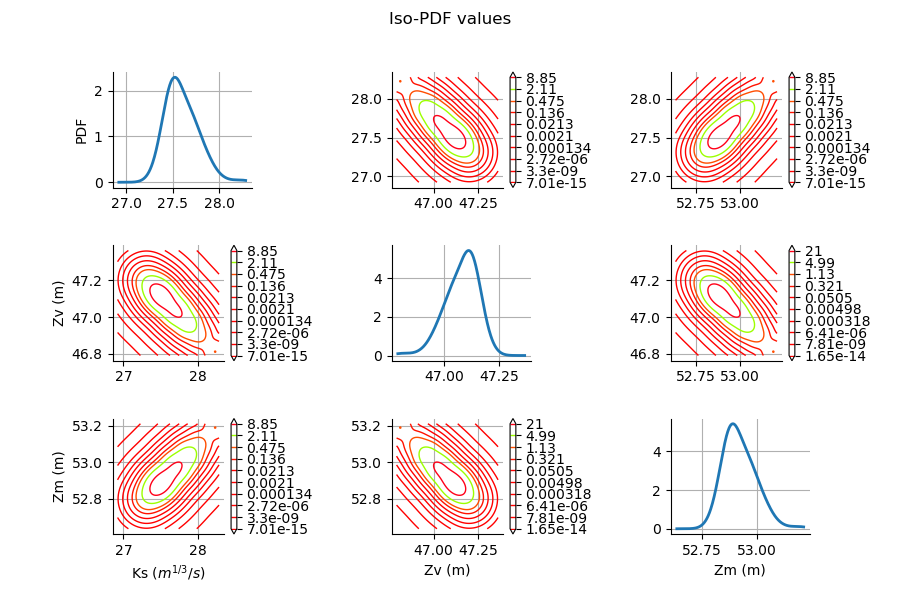 Iso-PDF values
PDF
2
1
0
27.0 27.5 28.0
28.0
27.5
27.0
47.00 47.25
8.85
2.11
0.475
0.136
0.0213
0.0021
0.000134
2.72e-06
3.3e-09
7.01e-15
28.0
27.5
27.0
52.75 53.00
8.85
2.11
0.475
0.136
0.0213
0.0021
0.000134
2.72e-06
3.3e-09
7.01e-15
Zv (m)
47.2
47.0
46.8
27 28
8.85
2.11
0.475
0.136
0.0213
0.0021
0.000134
2.72e-06
3.3e-09
7.01e-15
4
2
0
47.00 47.25
47.2
47.0
46.8
52.75 53.00
21
4.99
1.13
0.321
0.0505
0.00498
0.000318
6.41e-06
7.81e-09
1.65e-14
Zm (m)
53.2
53.0
52.8
27 28
Ks (m^{1/3}/s)
8.85
2.11
0.475
0.136
0.0213
0.0021
0.000134
2.72e-06
3.3e-09
7.01e-15
53.2
53.0
52.8
47.00 47.25
Zv (m)
21
4.99
1.13
0.321
0.0505
0.00498
0.000318
6.41e-06
7.81e-09
1.65e-14
4
2
0
52.75 53.00
Zm (m)